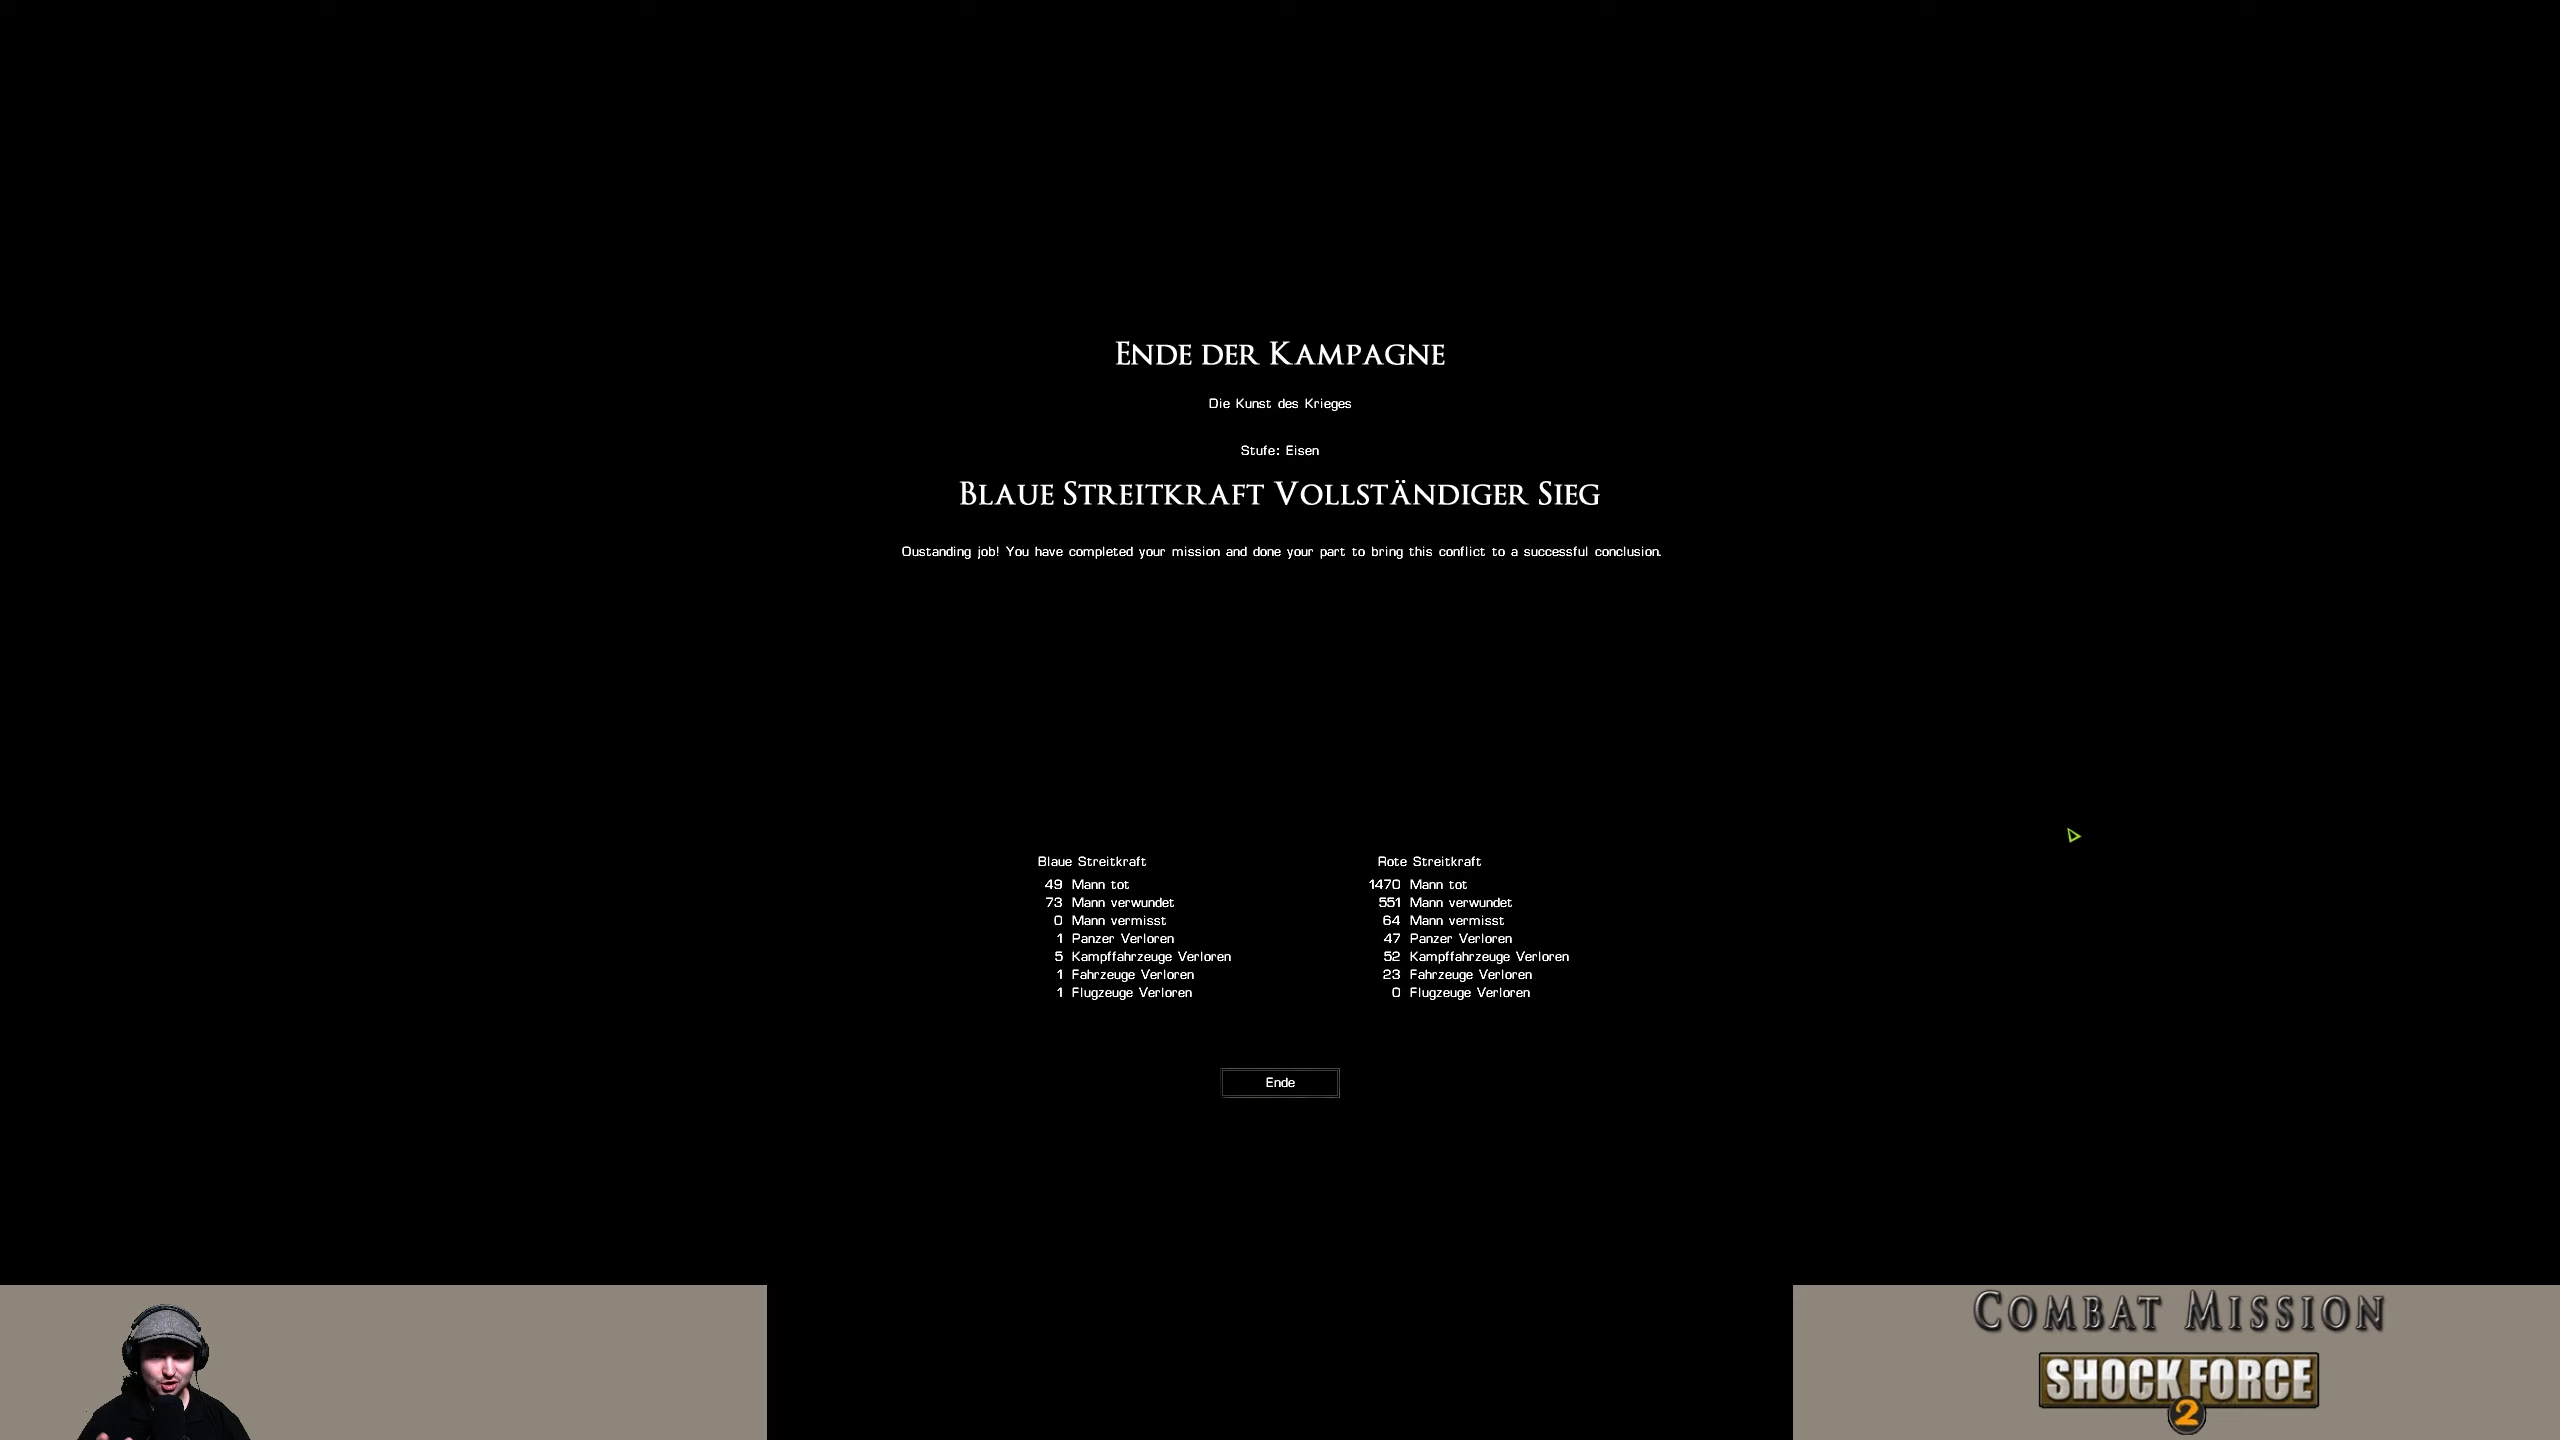 Ende der Kampagne
Die Kunst des Krieges
Stufe: Eisen
Blaue Streitkraft Vollständiger Sieg
Oustanding job! You have completed your mission and done your part to bring this conflict to a successful conclusion.
Blaue Streitkraft
49 Mann tot
73 Mann verwundet
0 Mann vermisst
1 Panzer Verloren
5 Kampffahrzeuge Verloren
1 Fahrzeuge Verloren
1 Flugzeuge Verloren
Rote Streitkraft
1470 Mann tot
551 Mann verwundet
64 Mann vermisst
47 Panzer Verloren
52 Kampffahrzeuge Verloren
23 Fahrzeuge Verloren
0 Flugzeuge Verloren
Ende
Combat Mission
SHOCK FORCE
2